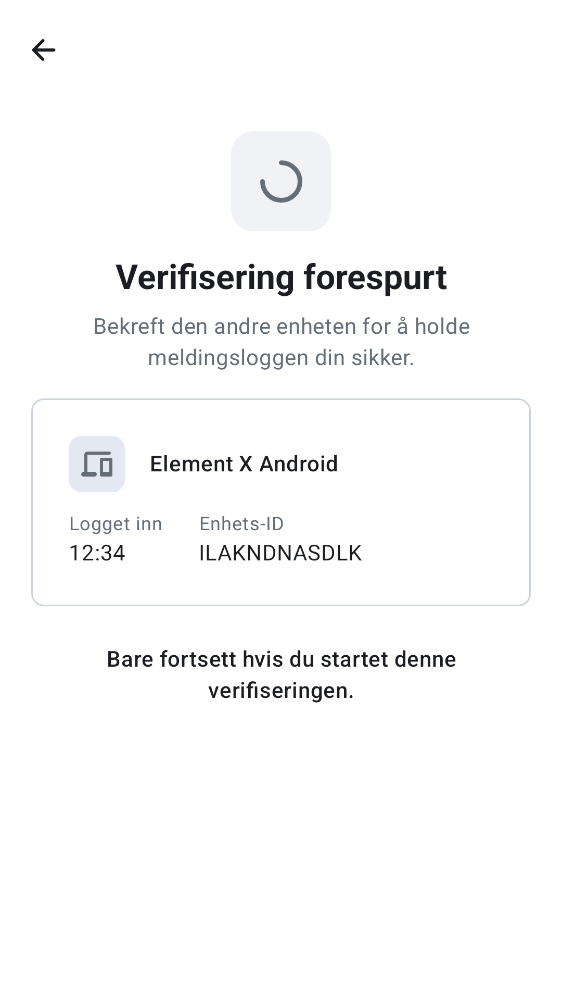 Verifisering forespurt
Bekreft den andre enheten for å holde
meldingsloggen din sikker.
Element X Android
Logget inn
Enhets-ID
12:34
ILAKNDNASDLK
Bare fortsett hvis du startet denne
verifiseringen.